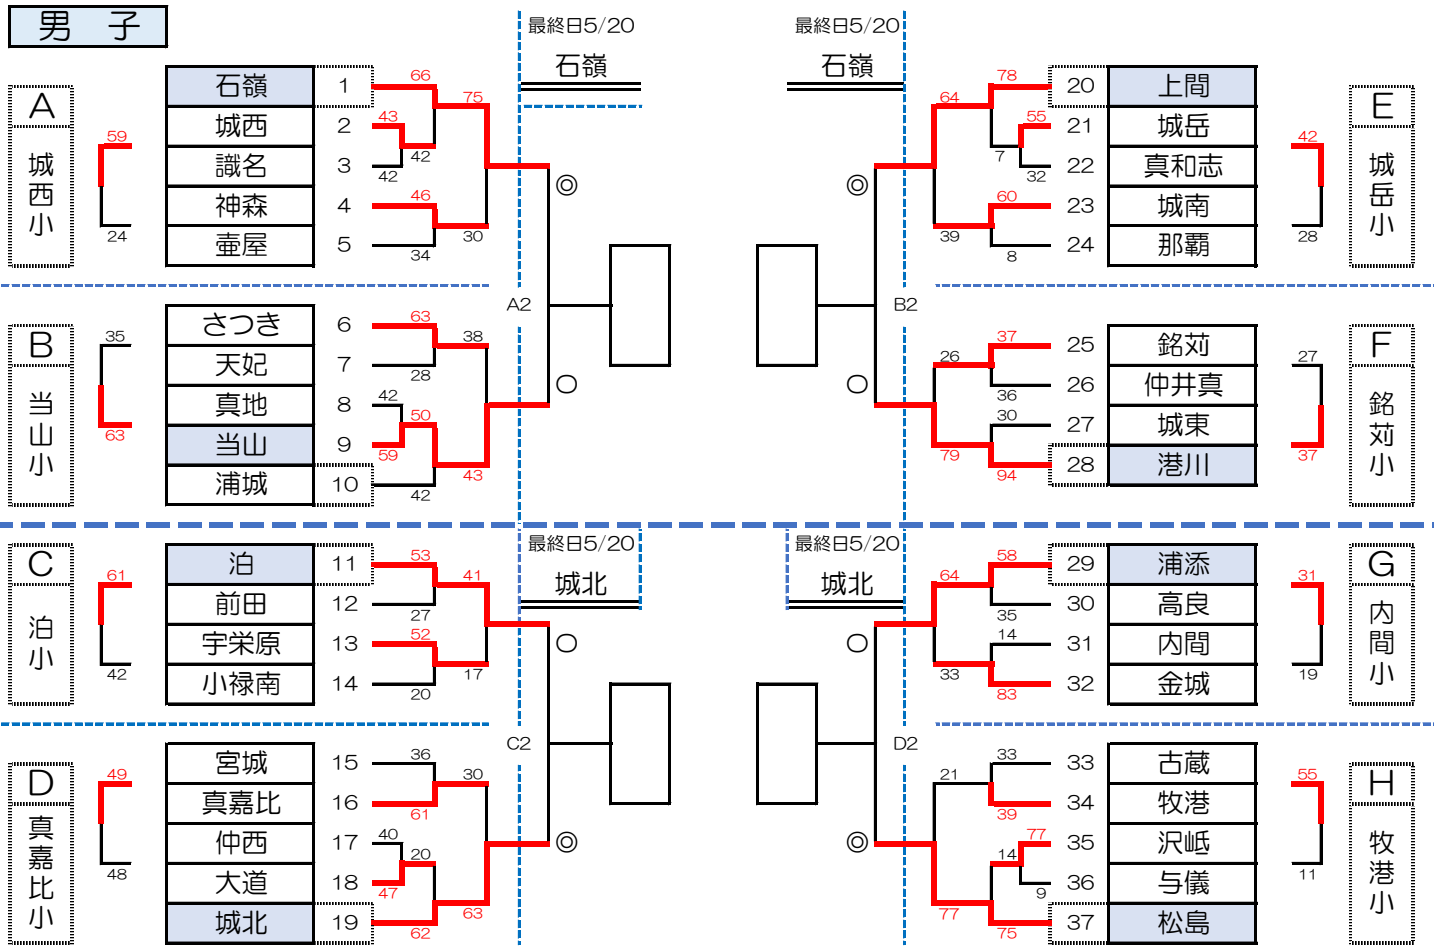 男 子
最終日5/20
石嶺
最終日5/20
石嶺
A
城西小
59
24
石嶺 1 66
城西 2 43
識名 3 42
神森 4 46
壷屋 5 34
42
75
30
◎
A2
B
当山小
35
63
さつき 6 63
天妃 7 28
真地 8 42
当山 9 59
浦城 10 42
50
38
43
○
E
城岳小
42
28
78 20 上間
55 21 城岳
32 22 真和志
60 23 城南
8 24 那覇
7
64
39
◎
B2
F
銘苅小
27
37
37 25 銘苅
36 26 仲井真
30 27 城東
94 28 港川
26
79
○
最終日5/20
城北
最終日5/20
城北
C
泊小
61
42
泊 11 53
前田 12 27
宇栄原 13 52
小禄南 14 20
41
17
○
C2
D
真嘉比小
49
48
宮城 15 36
真嘉比 16 61
仲西 17 40
大道 18 47
城北 19 62
20
30
63
◎
G
内間小
31
19
58 29 浦添
35 30 高良
14 31 内間
83 32 金城
64
33
○
D2
H
牧港小
55
11
33 33 古蔵
39 34 牧港
77 35 沢岻
9 36 与儀
75 37 松島
14
21
77
◎